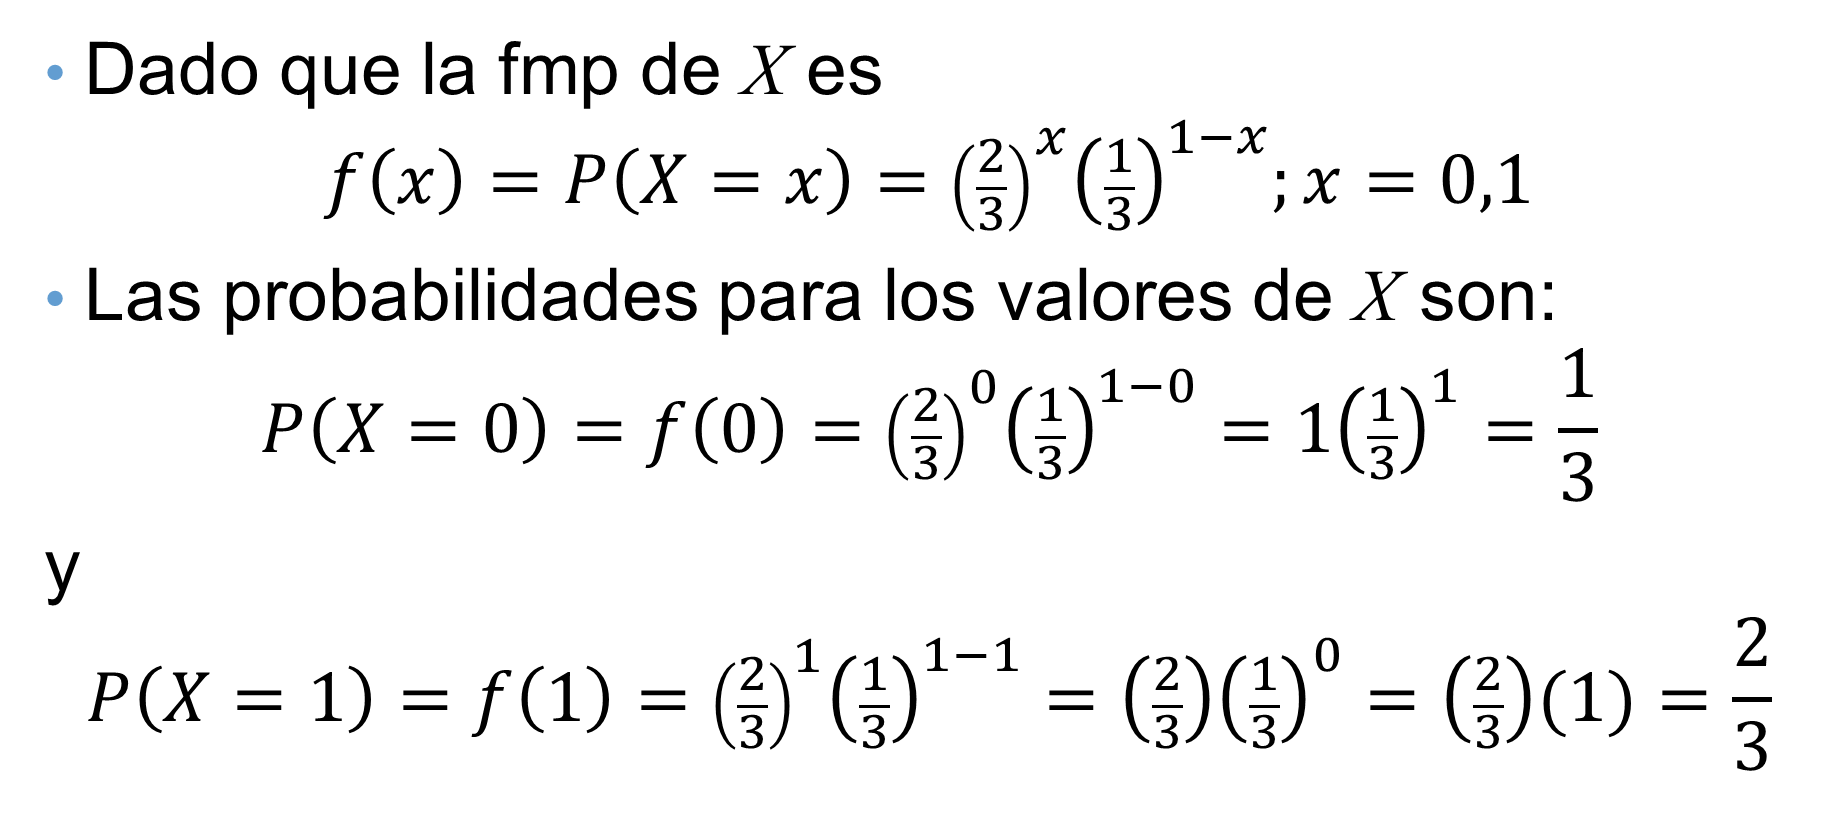 • Dado que la fmp de X es
f(x) = P(X = x) = (2/3)^x (1/3)^{1−x} ; x = 0,1
• Las probabilidades para los valores de X son:
P(X = 0) = f(0) = (2/3)^0 (1/3)^{1−0} = 1(1/3)^1 = 1/3
y
P(X = 1) = f(1) = (2/3)^1 (1/3)^{1−1} = (2/3)(1/3)^0 = (2/3)(1) = 2/3